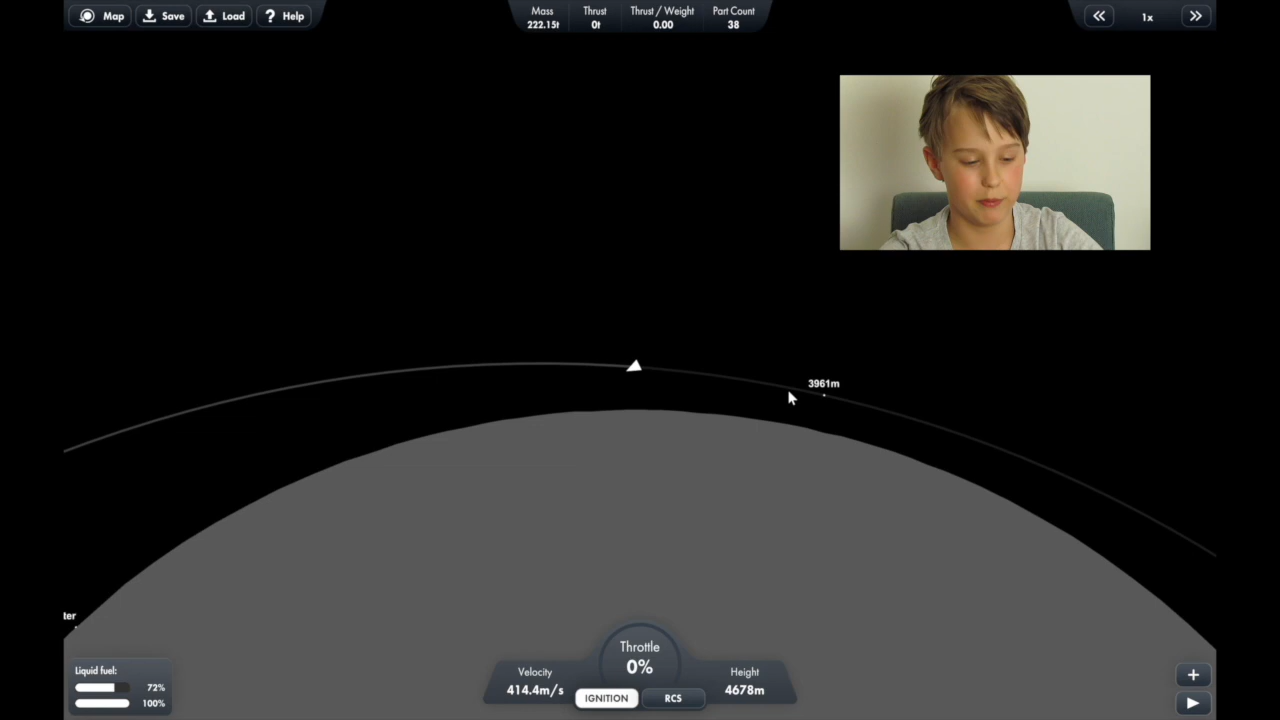 Map
Save
Load
? Help
Mass
222.15t
Thrust
0t
Thrust / Weight
0.00
Part Count
38
1x
3961m
ter
Liquid fuel:
72%
100%
Throttle
0%
Velocity
414.4m/s
Height
4678m
IGNITION
RCS